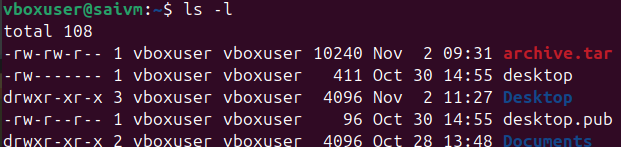 vboxuser@saivm:~$ ls -l
total 108
-rw-rw-r-- 1 vboxuser vboxuser 10240 Nov  2 09:31 archive.tar
-rw------- 1 vboxuser vboxuser   411 Oct 30 14:55 desktop
drwxr-xr-x 3 vboxuser vboxuser  4096 Nov  2 11:27 Desktop
-rw-r--r-- 1 vboxuser vboxuser    96 Oct 30 14:55 desktop.pub
drwxr-xr-x 2 vboxuser vboxuser  4096 Oct 28 13:48 Documents